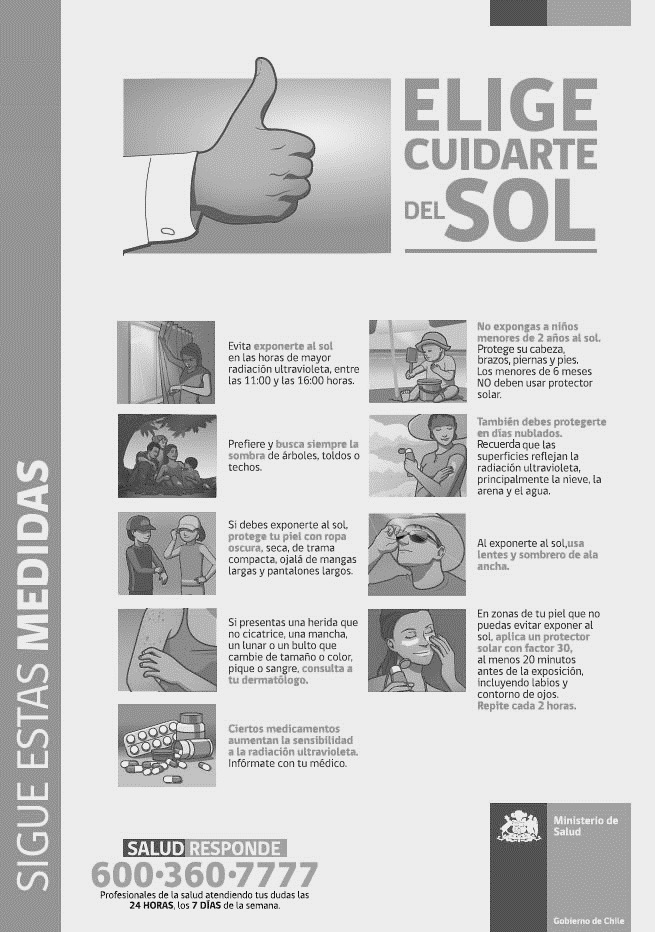 ELIGE
CUIDARTE
DEL SOL
SIGUE ESTAS MEDIDAS
Evita exponerte al sol
en las horas de mayor
radiación ultravioleta, entre
las 11:00 y las 16:00 horas.
Prefiere y busca siempre la
sombra de árboles, toldos o
techos.
Si debes exponerte al sol,
protege tu piel con ropa
oscura, seca, de trama
compacta, ojalá de mangas
largas y pantalones largos.
Si presentas una herida que
no cicatrice, una mancha,
un lunar o un bulto que
cambie de tamaño o color,
pique o sangre, consulta a
tu dermatólogo.
Ciertos medicamentos
aumentan la sensibilidad
a la radiación ultravioleta.
Infórmate con tu médico.
No expongas a niños
menores de 2 años al sol.
Protege su cabeza,
brazos, piernas y pies.
Los menores de 6 meses
NO deben usar protector
solar.
También debes protegerte
en días nublados.
Recuerda que las
superficies reflejan la
radiación ultravioleta,
principalmente la nieve, la
arena y el agua.
Al exponerte al sol,usa
lentes y sombrero de ala
ancha.
En zonas de tu piel que no
puedas evitar exponer al
sol, aplica un protector
solar con factor 30,
al menos 20 minutos
antes de la exposición,
incluyendo labios y
contorno de ojos.
Repite cada 2 horas.
SALUD RESPONDE
600·360·7777
Profesionales de la salud atendiendo tus dudas las
24 HORAS, los 7 DÍAS de la semana.
Ministerio de
Salud
Gobierno de Chile